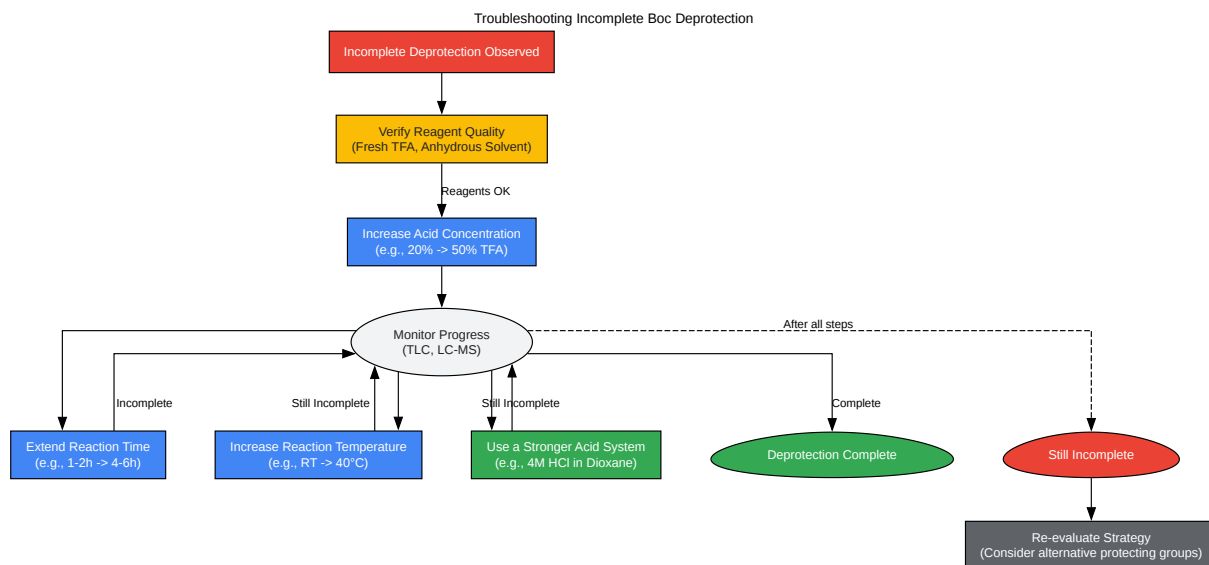 Troubleshooting Incomplete Boc Deprotection
Incomplete Deprotection Observed
Verify Reagent Quality
(Fresh TFA, Anhydrous Solvent)
Reagents OK
Increase Acid Concentration
(e.g., 20% -> 50% TFA)
Monitor Progress
(TLC, LC-MS)
After all steps
Incomplete
Still Incomplete
Still Incomplete
Complete
Extend Reaction Time
(e.g., 1-2h -> 4-6h)
Increase Reaction Temperature
(e.g., RT -> 40°C)
Use a Stronger Acid System
(e.g., 4M HCl in Dioxane)
Deprotection Complete
Still Incomplete
Re-evaluate Strategy
(Consider alternative protecting groups)